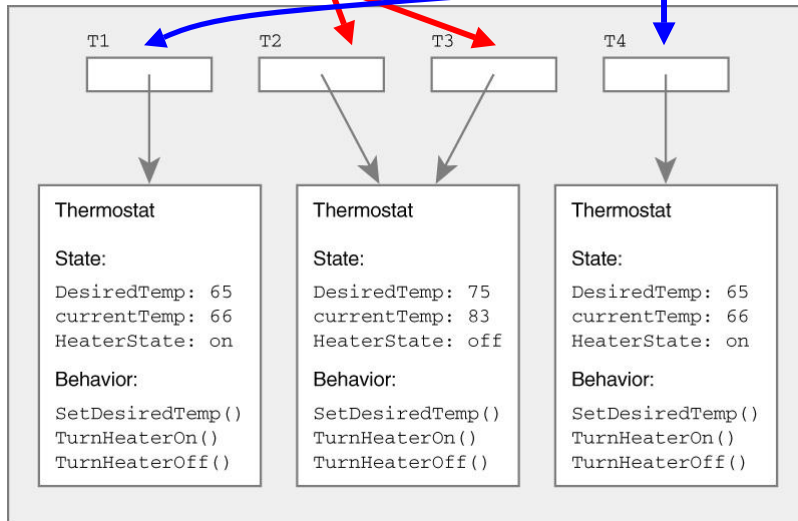 T1
T2
T3
T4
Thermostat
State:
DesiredTemp: 65
currentTemp: 66
HeaterState: on
Behavior:
SetDesiredTemp()
TurnHeaterOn()
TurnHeaterOff()
Thermostat
State:
DesiredTemp: 75
currentTemp: 83
HeaterState: off
Behavior:
SetDesiredTemp()
TurnHeaterOn()
TurnHeaterOff()
Thermostat
State:
DesiredTemp: 65
currentTemp: 66
HeaterState: on
Behavior:
SetDesiredTemp()
TurnHeaterOn()
TurnHeaterOff()